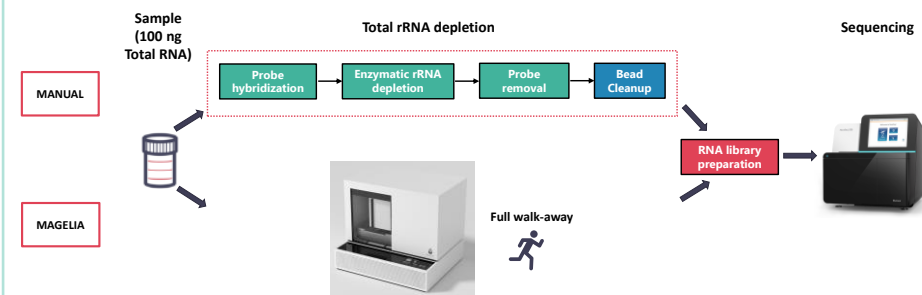 Sample
(100 ng
Total RNA)
Total rRNA depletion
Sequencing
MANUAL
Probe
hybridization
Enzymatic rRNA
depletion
Probe
removal
Bead
Cleanup
RNA library
preparation
MAGELIA
Full walk-away